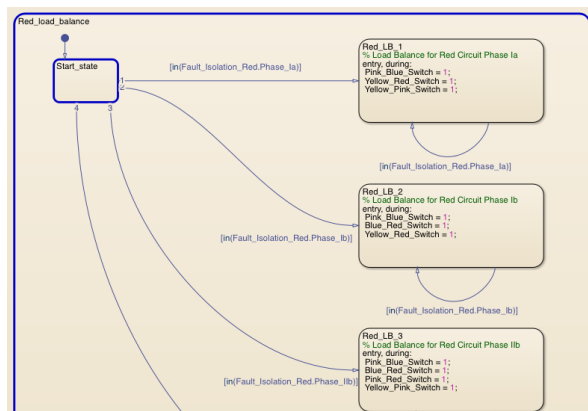 Red_load_balance
Start_state
1
2
4
3
[in(Fault_Isolation_Red.Phase_Ia)]
Red_LB_1
% Load Balance for Red Circuit Phase Ia
entry, during:
Pink_Blue_Switch = 1;
Yellow_Red_Switch = 1;
Yellow_Pink_Switch = 1;
[in(Fault_Isolation_Red.Phase_Ia)]
Red_LB_2
% Load Balance for Red Circuit Phase Ib
entry, during:
Pink_Blue_Switch = 1;
Blue_Red_Switch = 1;
Yellow_Red_Switch = 1;
[in(Fault_Isolation_Red.Phase_Ib)]
[in(Fault_Isolation_Red.Phase_Ib)]
Red_LB_3
% Load Balance for Red Circuit Phase IIb
entry, during:
Pink_Blue_Switch = 1;
Blue_Red_Switch = 1;
Pink_Red_Switch = 1;
Yellow_Pink_Switch = 1;
[in(Fault_Isolation_Red.Phase_IIb)]